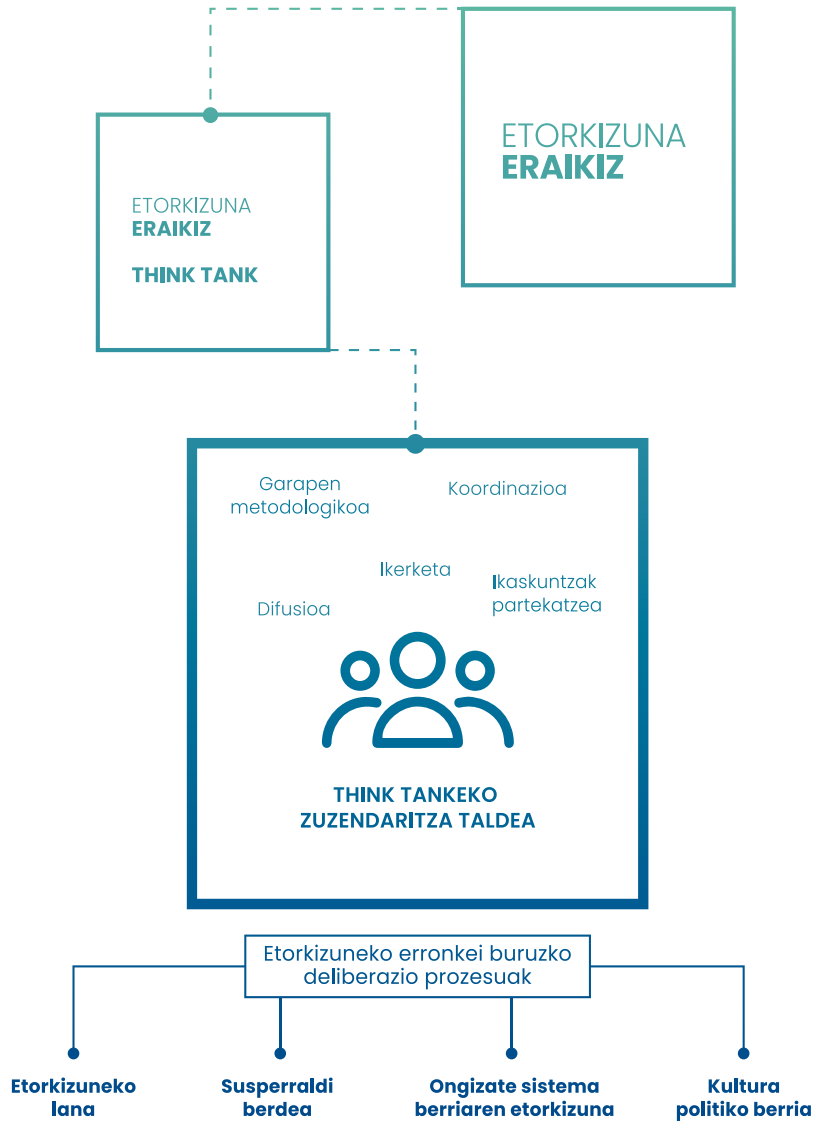 ETORKIZUNA
ERAIKIZ
ETORKIZUNA
ERAIKIZ
THINK TANK
Garapen
metodologikoa
Koordinazioa
Ikerketa
Ikaskuntzak
partekatzea
Difusioa
THINK TANKEKO
ZUZENDARITZA TALDEA
Etorkizuneko erronkei buruzko
deliberazio prozesuak
Etorkizuneko
lana
Susperraldi
berdea
Ongizate sistema
berriaren etorkizuna
Kultura
politiko berria